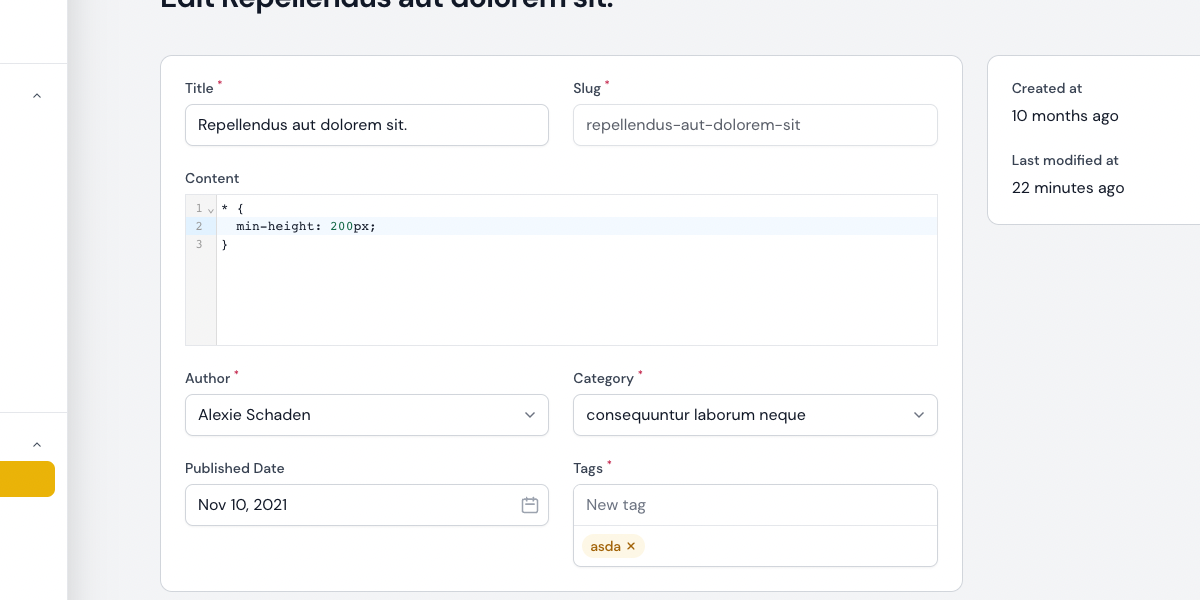 Edit Repellendus aut dolorem sit.
Title *
Slug *
Repellendus aut dolorem sit.
repellendus-aut-dolorem-sit
Content
1 * {
2 min-height: 200px;
3 }
Author *
Category *
Alexie Schaden
consequuntur laborum neque
Published Date
Tags *
Nov 10, 2021
New tag
asda ×
Created at
10 months ago
Last modified at
22 minutes ago